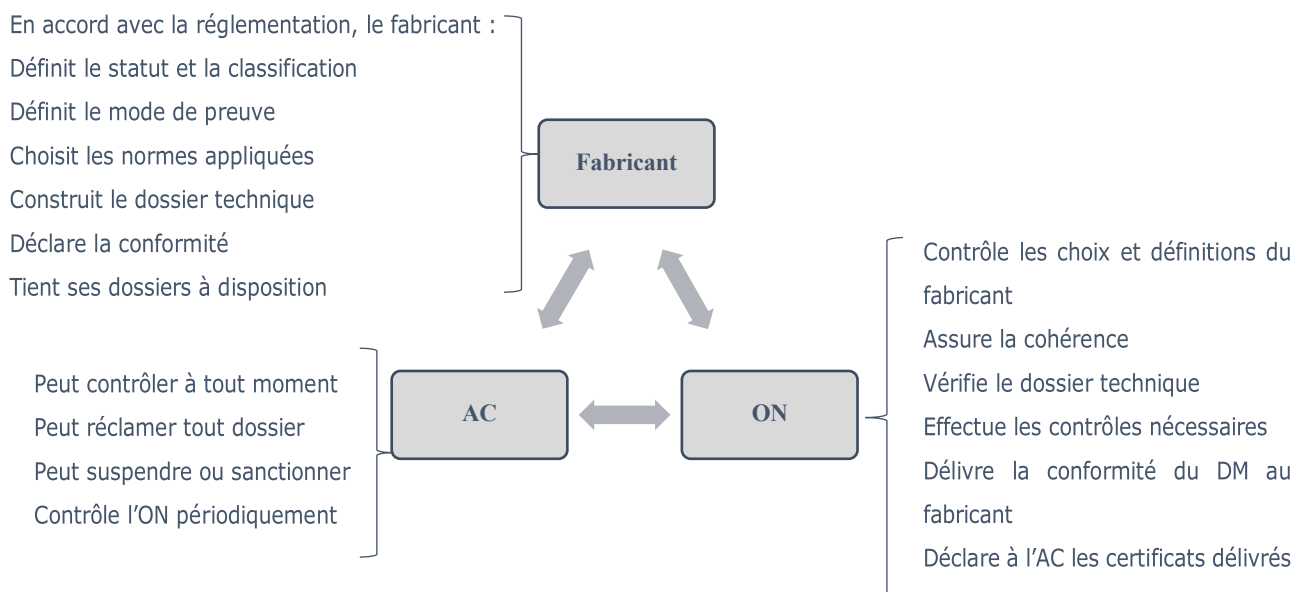 En accord avec la réglementation, le fabricant :
Définit le statut et la classification
Définit le mode de preuve
Choisit les normes appliquées
Construit le dossier technique
Déclare la conformité
Tient ses dossiers à disposition
Fabricant
Peut contrôler à tout moment
Peut réclamer tout dossier
Peut suspendre ou sanctionner
Contrôle l’ON périodiquement
AC
ON
Contrôle les choix et définitions du
fabricant
Assure la cohérence
Vérifie le dossier technique
Effectue les contrôles nécessaires
Délivre la conformité du DM au
fabricant
Déclare à l’AC les certificats délivrés